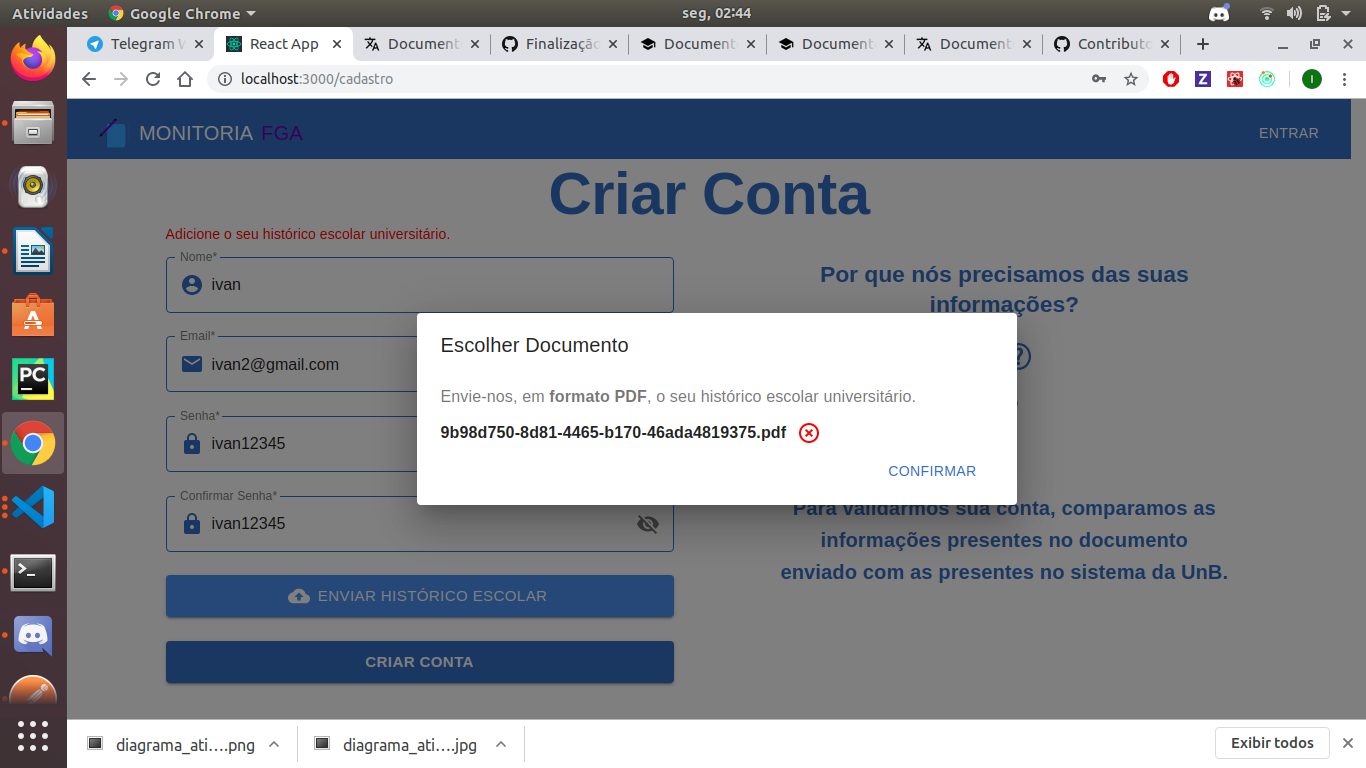 Atividades
Google Chrome
seg, 02:44
Telegram W
React App
Document
Finalizaçã
Document
Document
Document
Contributo
localhost:3000/cadastro
MONITORIA FGA
ENTRAR
Criar Conta
Adicione o seu histórico escolar universitário.
Nome*
ivan
Email*
ivan2@gmail.com
Senha*
ivan12345
Confirmar Senha*
ivan12345
ENVIAR HISTÓRICO ESCOLAR
CRIAR CONTA
Por que nós precisamos das suas
informações?
Escolher Documento
Envie-nos, em formato PDF, o seu histórico escolar universitário.
9b98d750-8d81-4465-b170-46ada4819375.pdf
CONFIRMAR
Para validarmos sua conta, comparamos as
informações presentes no documento
enviado com as presentes no sistema da UnB.
diagrama_ati....png
diagrama_ati....jpg
Exibir todos